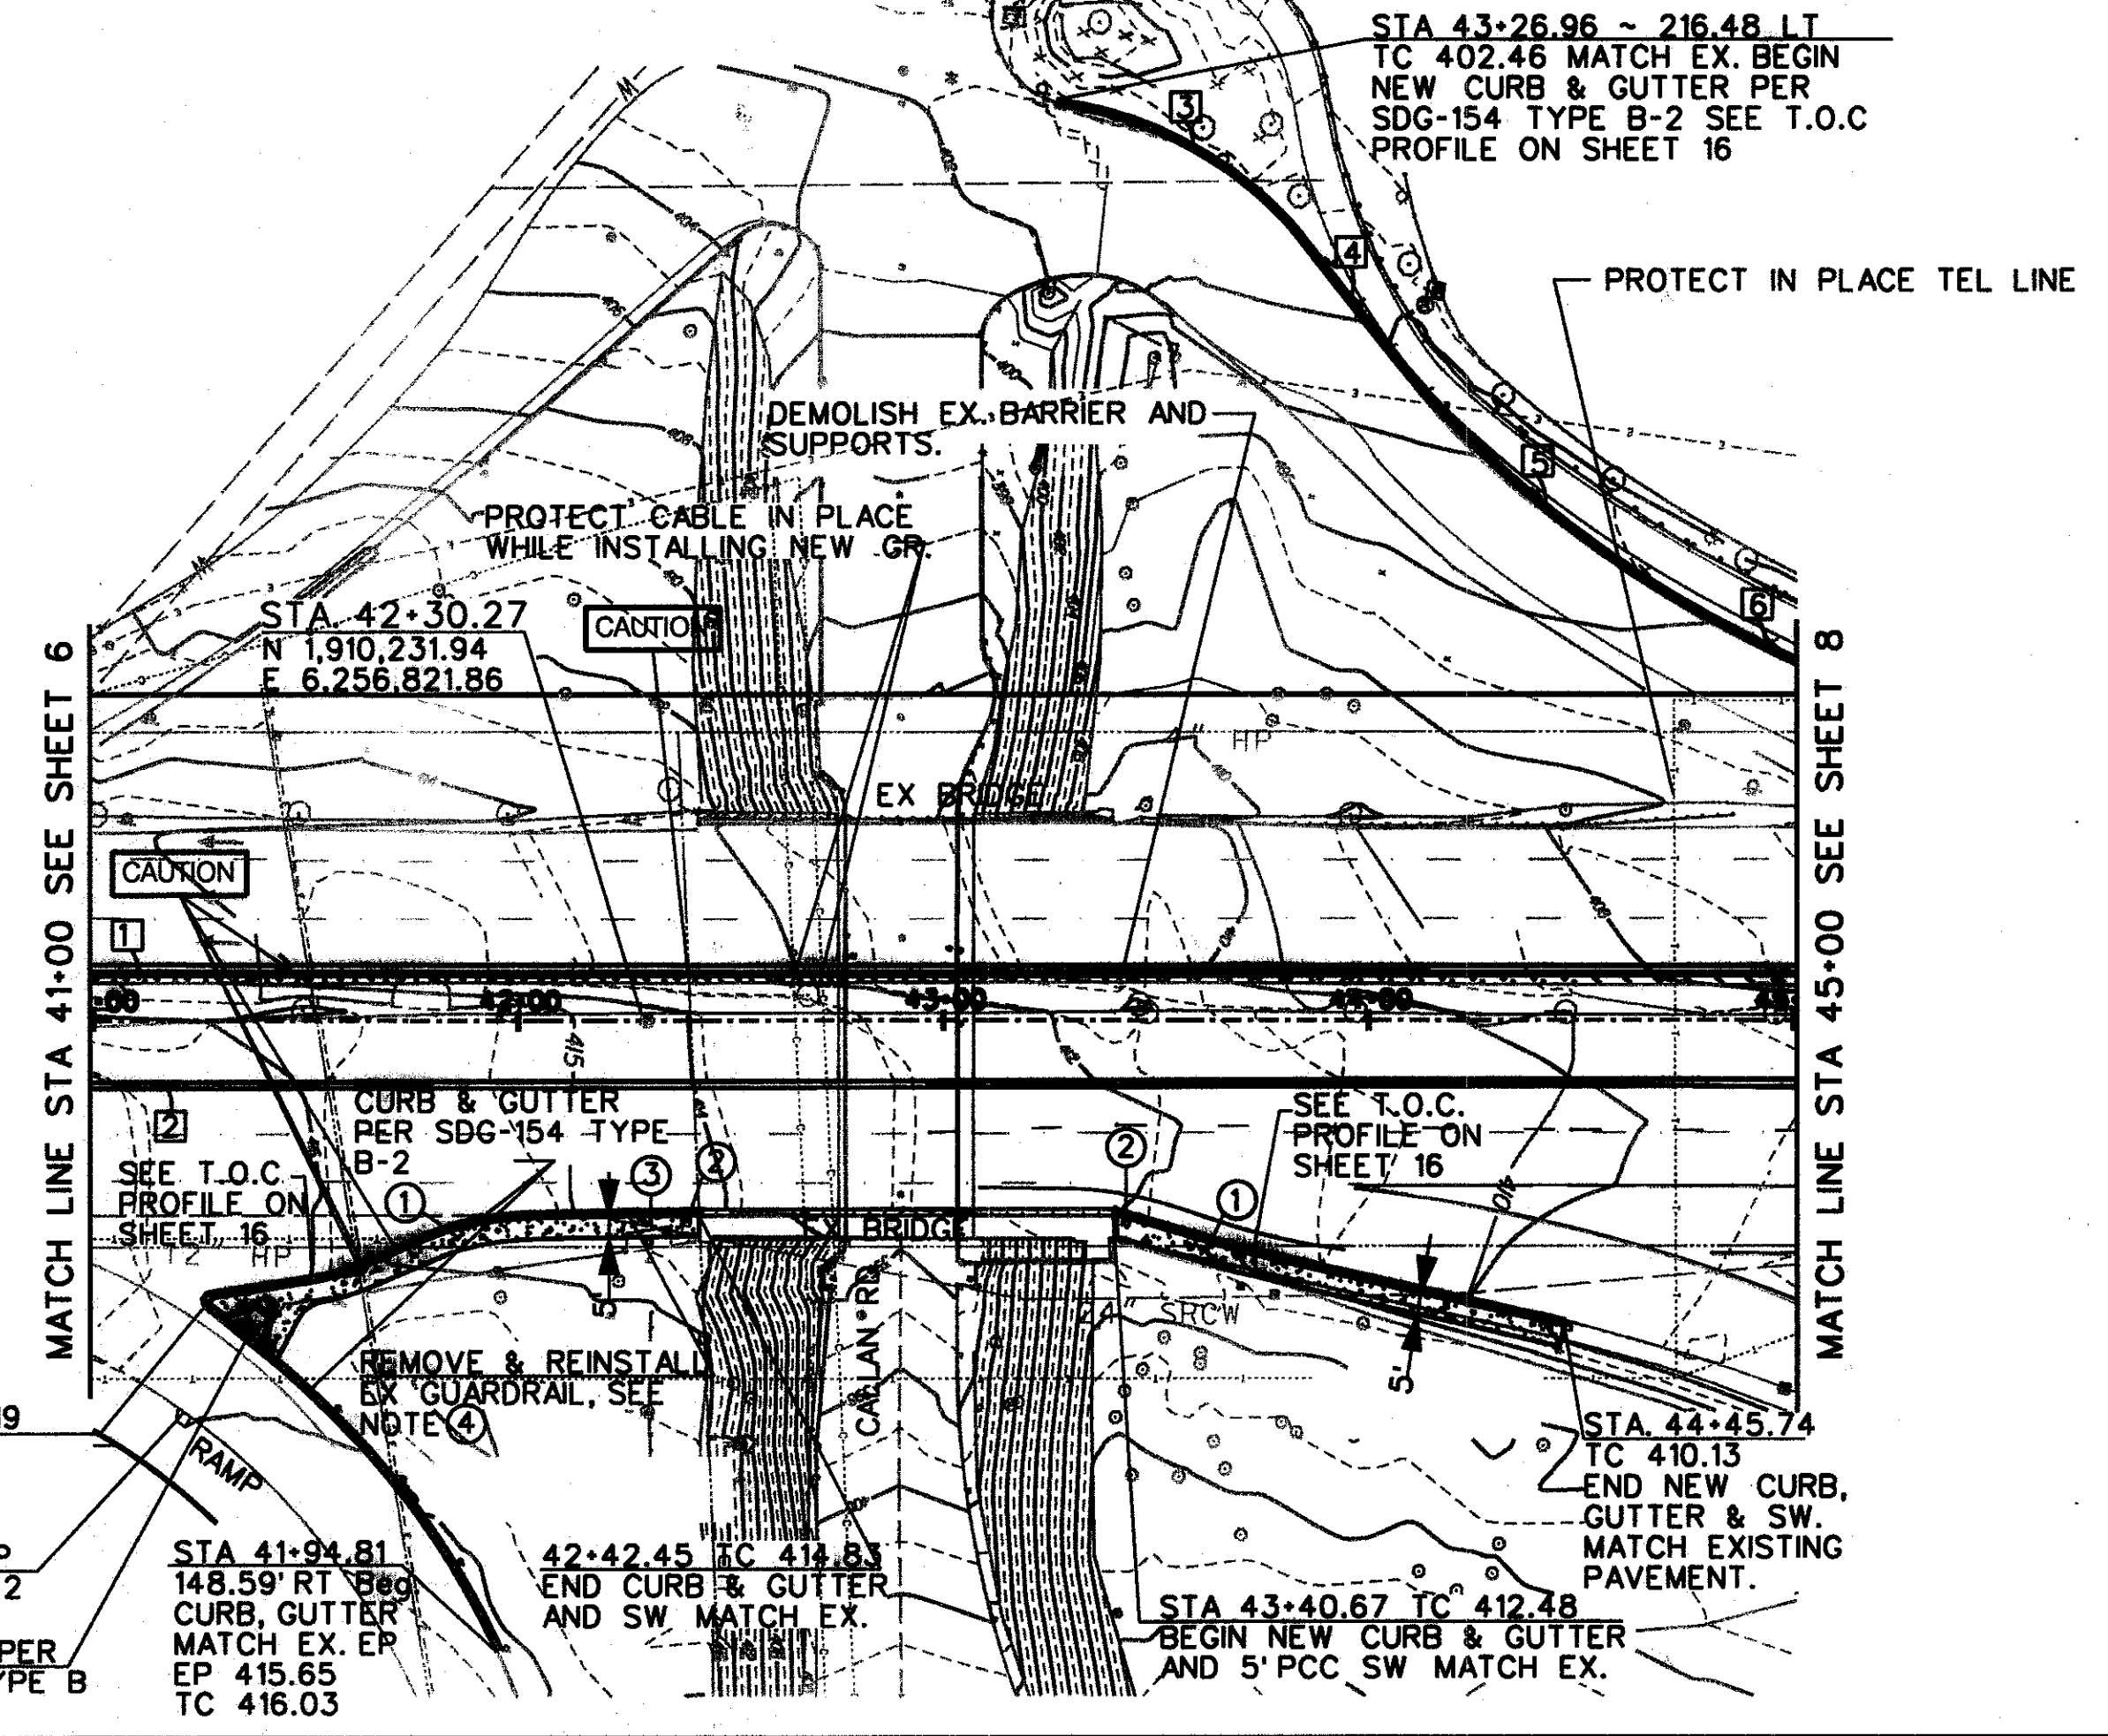 STA 43+26.96 ~ 216.48 LT
TC 402.46 MATCH EX. BEGIN
NEW CURB & GUTTER PER
SDG-154 TYPE B-2 SEE T.O.C
PROFILE ON SHEET 16
3
4
PROTECT IN PLACE TEL LINE
DEMOLISH EX. BARRIER AND
SUPPORTS.
5
PROTECT CABLE IN PLACE
WHILE INSTALLING NEW GR.
6
STA 42+30.27
N 1,910,231.94
E 6,256,821.86
CAUTION
MATCH LINE STA 41+00 SEE SHEET 6
MATCH LINE STA 45+00 SEE SHEET 8
HP
EX BRIDGE
CAUTION
1
+00
42+00
43+00
44+00
415
2
CURB & GUTTER
PER SDG-154 TYPE
B-2
SEE T.O.C.
PROFILE ON
SHEET 16
SEE T.O.C.
PROFILE ON
SHEET 16
1
3
2
2
1
410
12" HP
EX BRIDGE
5'
CALLAN RD
24" SRCW
5'
REMOVE & REINSTALL
EX GUARDRAIL, SEE
NOTE 4
RAMP
19
P
2
PER
YPE B
STA 41+94.81
148.59' RT Beg
CURB, GUTTER
MATCH EX. EP
EP 415.65
TC 416.03
42+42.45 TC 414.83
END CURB & GUTTER
AND SW MATCH EX.
STA 43+40.67 TC 412.48
BEGIN NEW CURB & GUTTER
AND 5' PCC SW MATCH EX.
STA. 44+45.74
TC 410.13
END NEW CURB,
GUTTER & SW.
MATCH EXISTING
PAVEMENT.